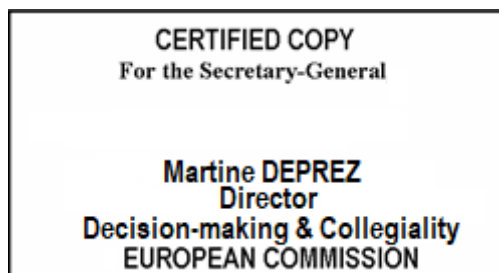 CERTIFIED COPY
For the Secretary-General
Martine DEPREZ
Director
Decision-making & Collegiality
EUROPEAN COMMISSION